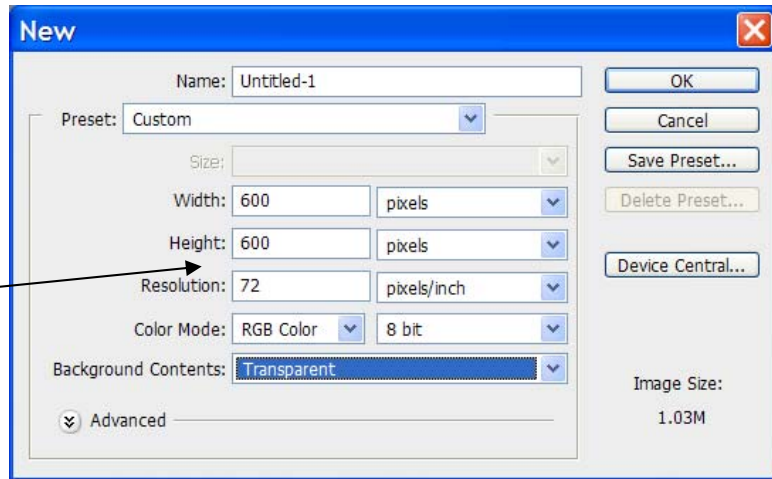 New
Name: Untitled-1
OK
Preset: Custom
Cancel
Size:
Save Preset...
Width: 600 pixels
Delete Preset...
Height: 600 pixels
Device Central...
Resolution: 72 pixels/inch
Color Mode: RGB Color 8 bit
Background Contents: Transparent
Image Size:
Advanced
1.03M